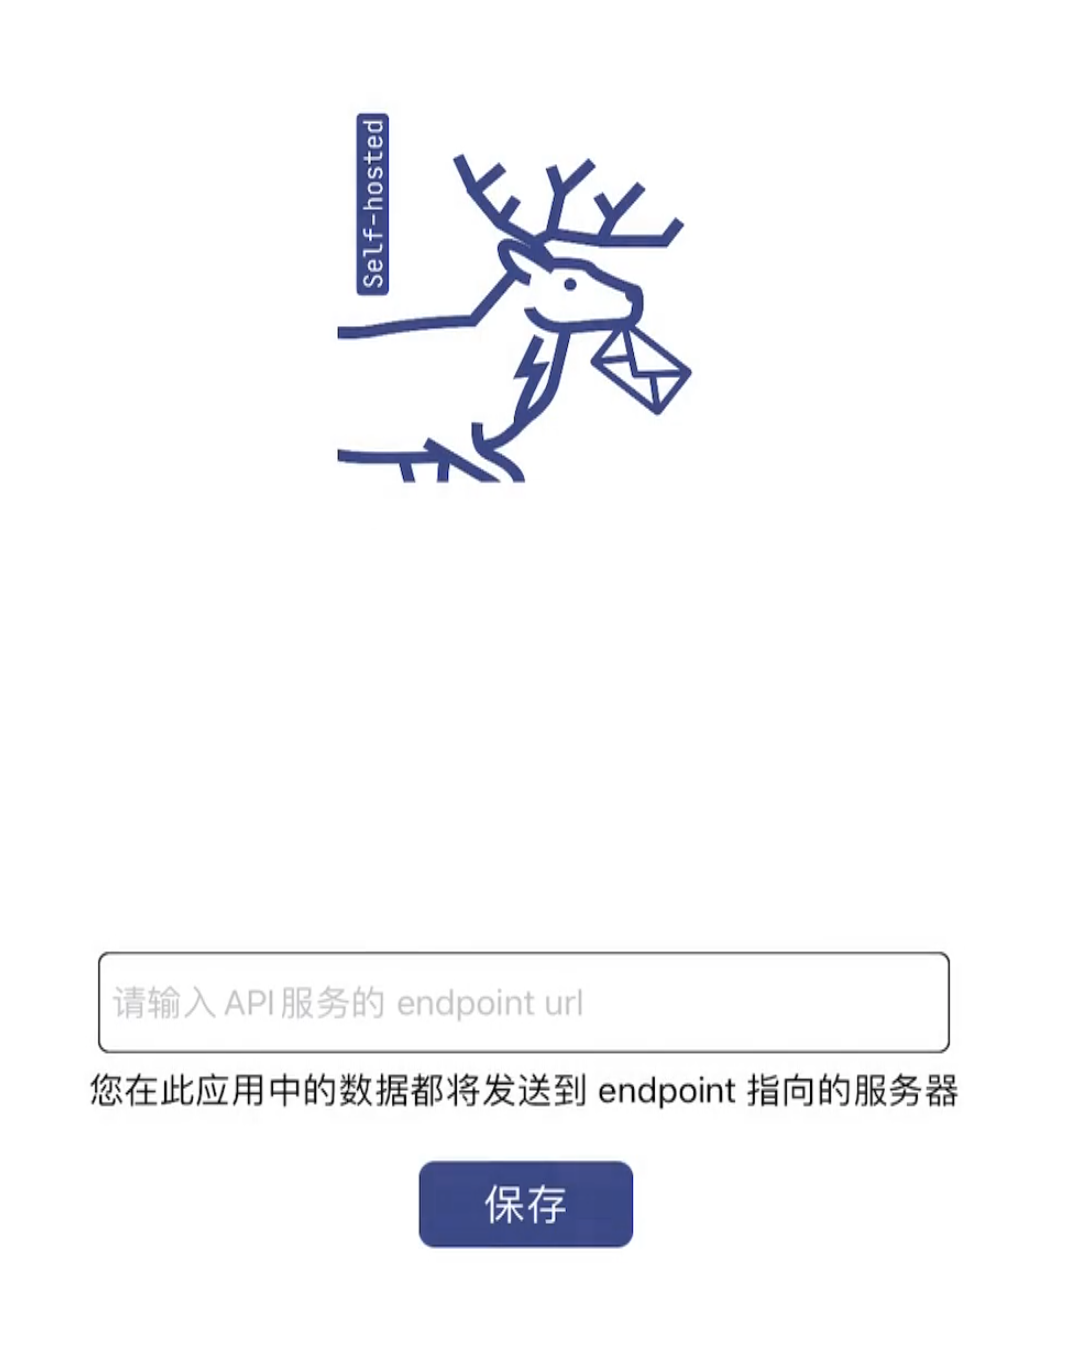 Self-hosted
请输入 API 服务的 endpoint url
您在此应用中的数据都将发送到 endpoint 指向的服务器
保存